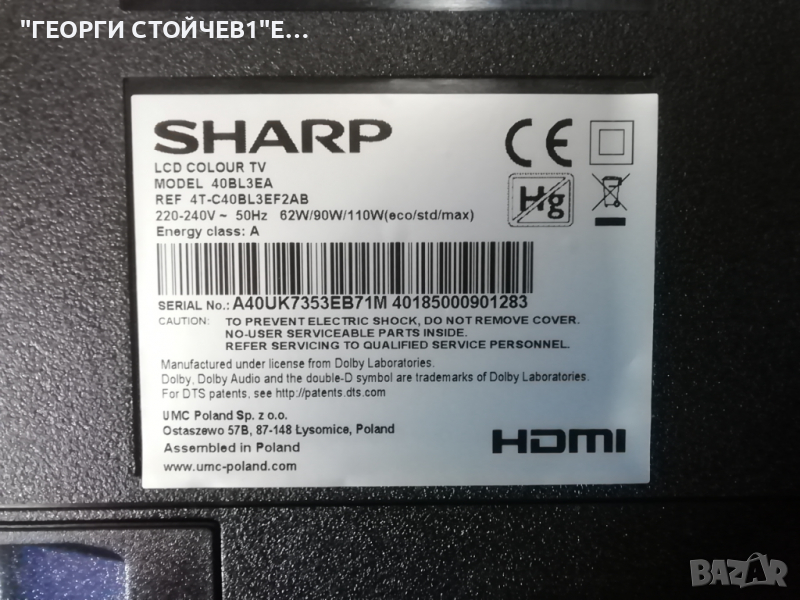 "ГЕОРГИ СТОЙЧЕВ1"Е...
SHARP
LCD COLOUR TV
MODEL 40BL3EA
REF 4T-C40BL3EF2AB
220-240V ~ 50Hz 62W/90W/110W(eco/std/max)
Energy class: A
CE
Hg
SERIAL No.: A40UK7353EB71M 40185000901283
CAUTION: TO PREVENT ELECTRIC SHOCK, DO NOT REMOVE COVER.
NO-USER SERVICEABLE PARTS INSIDE.
REFER SERVICING TO QUALIFIED SERVICE PERSONNEL.
Manufactured under license from Dolby Laboratories.
Dolby, Dolby Audio and the double-D symbol are trademarks of Dolby Laboratories.
For DTS patents, see http://patents.dts.com
UMC Poland Sp. z o.o.
Ostaszewo 57B, 87-148 Łysomice, Poland
Assembled in Poland
www.umc-poland.com
HDMI
BAZAR